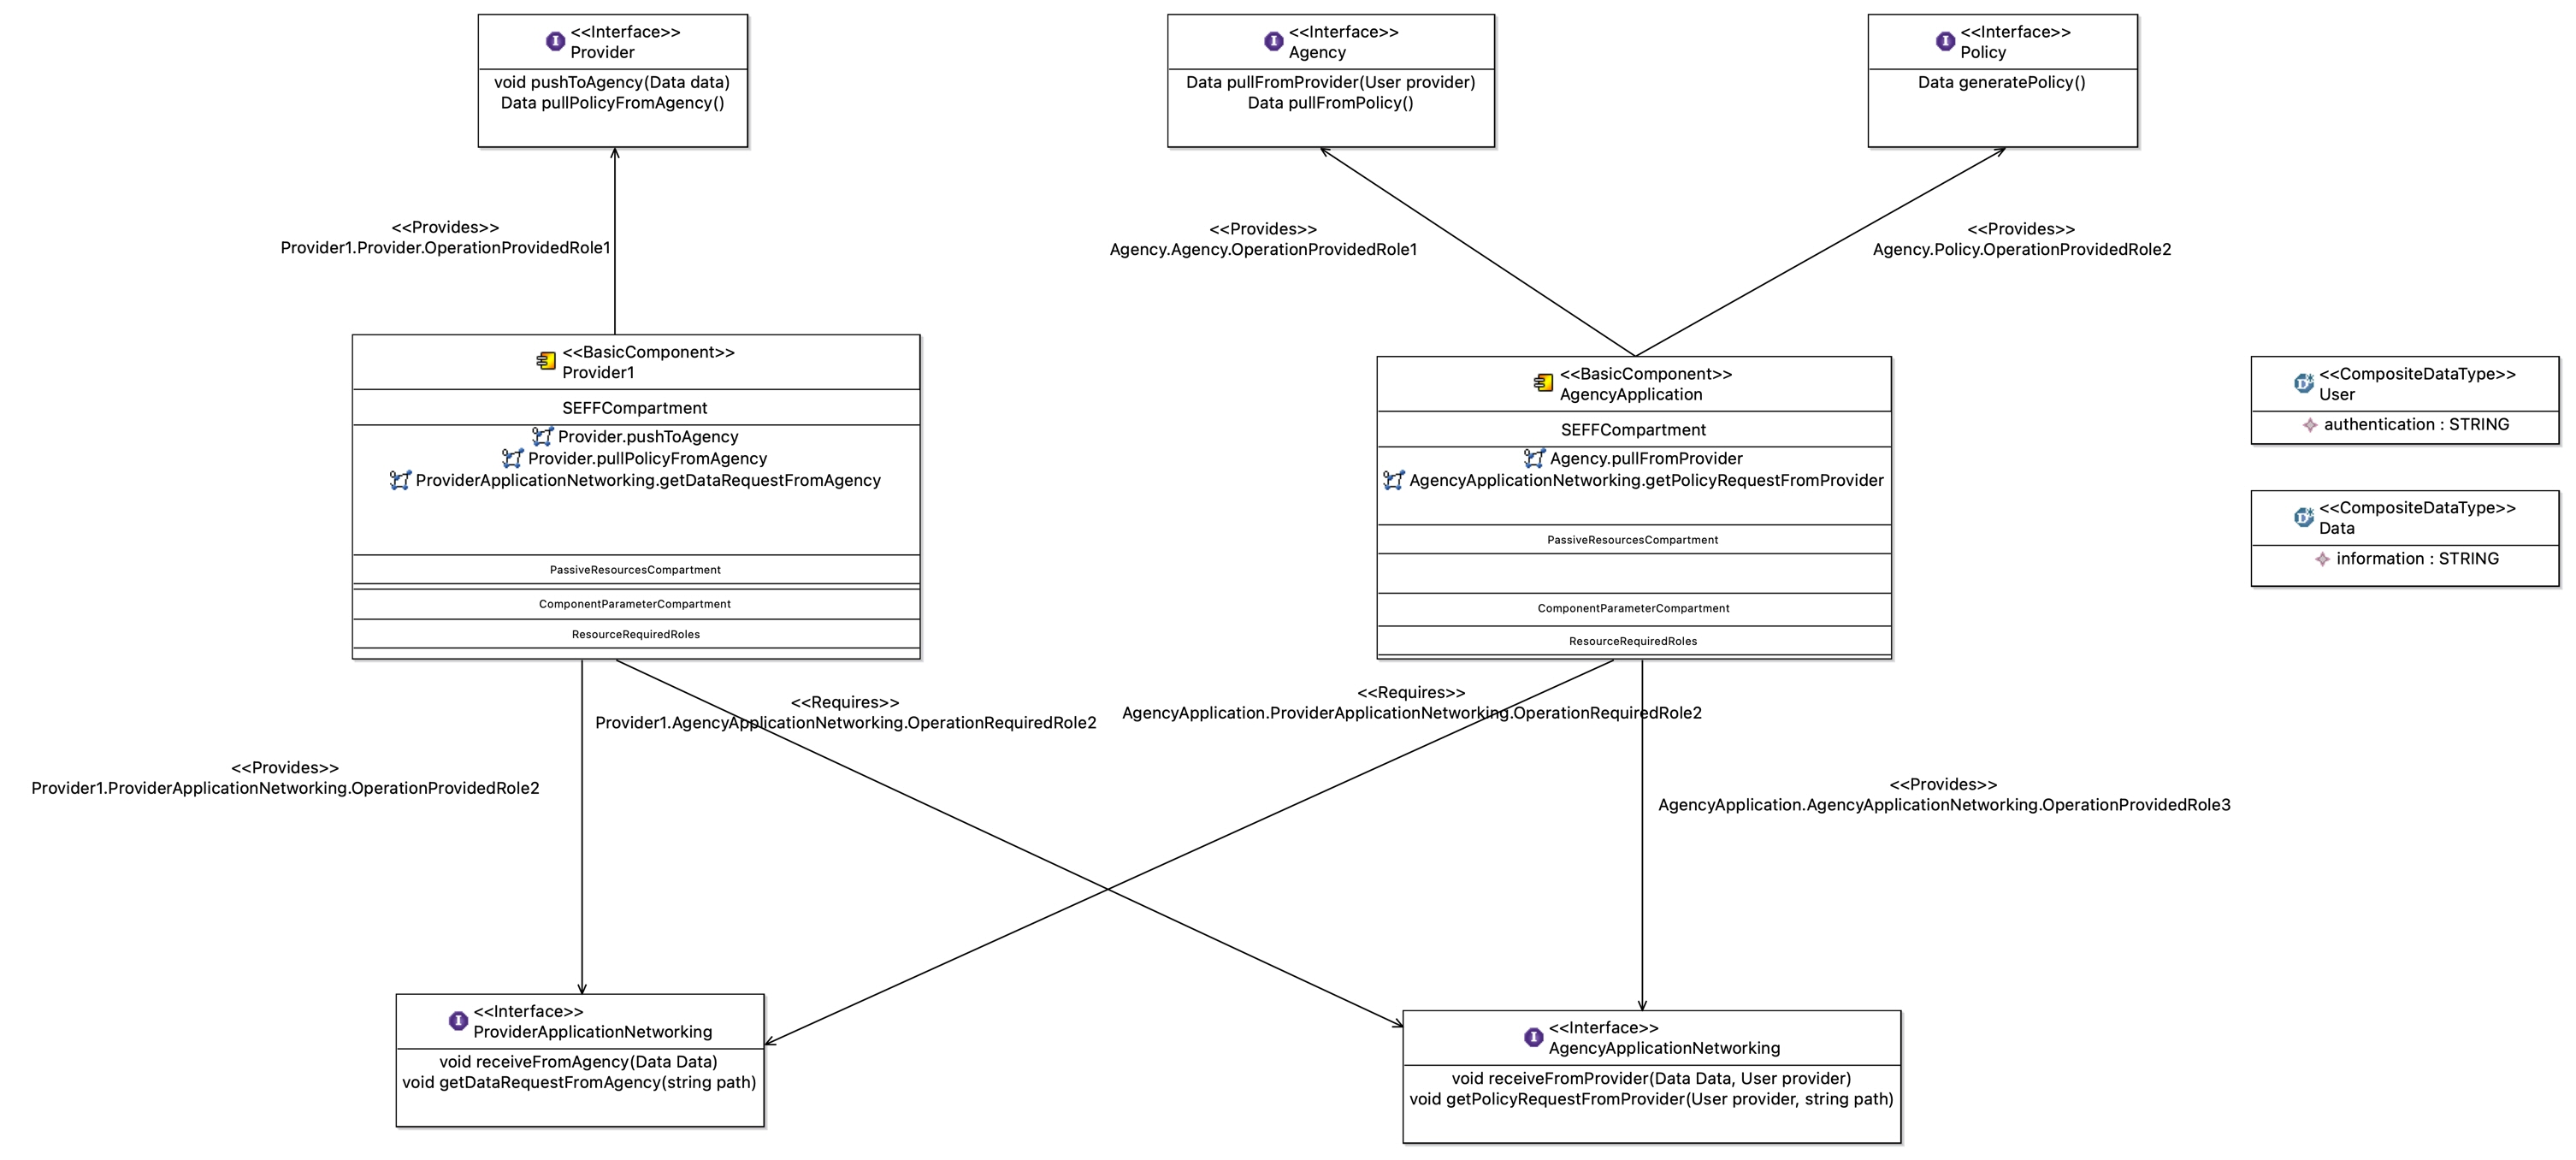 <<Interface>>
Provider
void pushToAgency(Data data)
Data pullPolicyFromAgency()
<<Interface>>
Agency
Data pullFromProvider(User provider)
Data pullFromPolicy()
<<Interface>>
Policy
Data generatePolicy()
<<Provides>>
Provider1.Provider.OperationProvidedRole1
<<Provides>>
Agency.Agency.OperationProvidedRole1
<<Provides>>
Agency.Policy.OperationProvidedRole2
<<BasicComponent>>
Provider1
SEFFCompartment
Provider.pushToAgency
Provider.pullPolicyFromAgency
ProviderApplicationNetworking.getDataRequestFromAgency
PassiveResourcesCompartment
ComponentParameterCompartment
ResourceRequiredRoles
<<BasicComponent>>
AgencyApplication
SEFFCompartment
Agency.pullFromProvider
AgencyApplicationNetworking.getPolicyRequestFromProvider
PassiveResourcesCompartment
ComponentParameterCompartment
ResourceRequiredRoles
<<CompositeDataType>>
User
authentication : STRING
<<CompositeDataType>>
Data
information : STRING
<<Requires>>
Provider1.AgencyApplicationNetworking.OperationRequiredRole2
<<Requires>>
AgencyApplication.ProviderApplicationNetworking.OperationRequiredRole2
<<Provides>>
Provider1.ProviderApplicationNetworking.OperationProvidedRole2
<<Provides>>
AgencyApplication.AgencyApplicationNetworking.OperationProvidedRole3
<<Interface>>
ProviderApplicationNetworking
void receiveFromAgency(Data Data)
void getDataRequestFromAgency(string path)
<<Interface>>
AgencyApplicationNetworking
void receiveFromProvider(Data Data, User provider)
void getPolicyRequestFromProvider(User provider, string path)